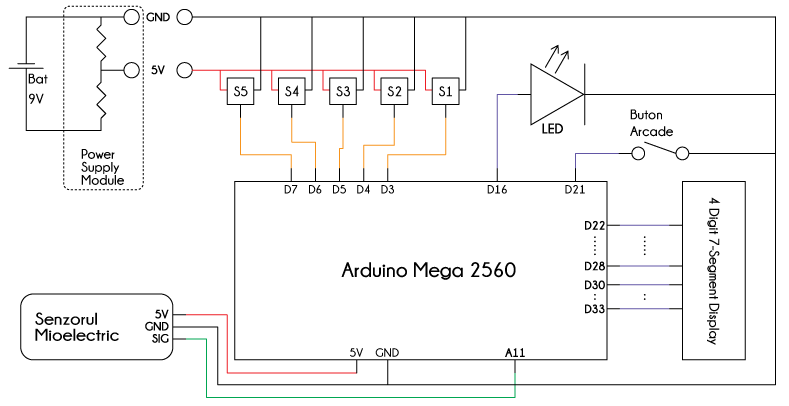 GND
5V
Bat
9V
Power
Supply
Module
S5 S4 S3 S2 S1
LED
Buton
Arcade
D7 D6 D5 D4 D3 D16 D21
D22
D28
D30
D33
4 Digit 7-Segment Display
Arduino Mega 2560
Senzorul
Mioelectric
5V
GND
SIG
5V GND A11